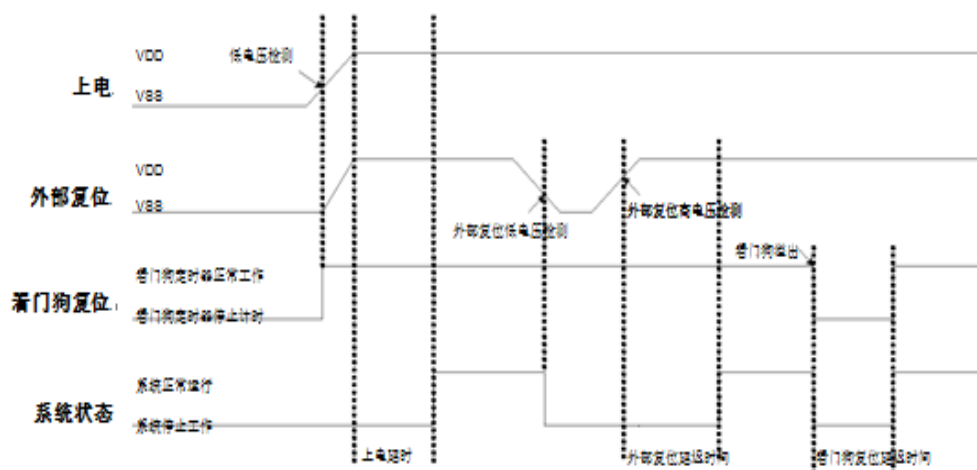 VDD
低电压检测
上电
VSS
VDD
外部复位
VSS
外部复位高电压检测
外部复位低电压检测
看门狗溢出
看门狗定时器正常工作
看门狗复位
看门狗定时器停止计时
系统正常运行
系统状态
系统停止工作
上电延时
外部复位延迟时间
看门狗复位延迟时间